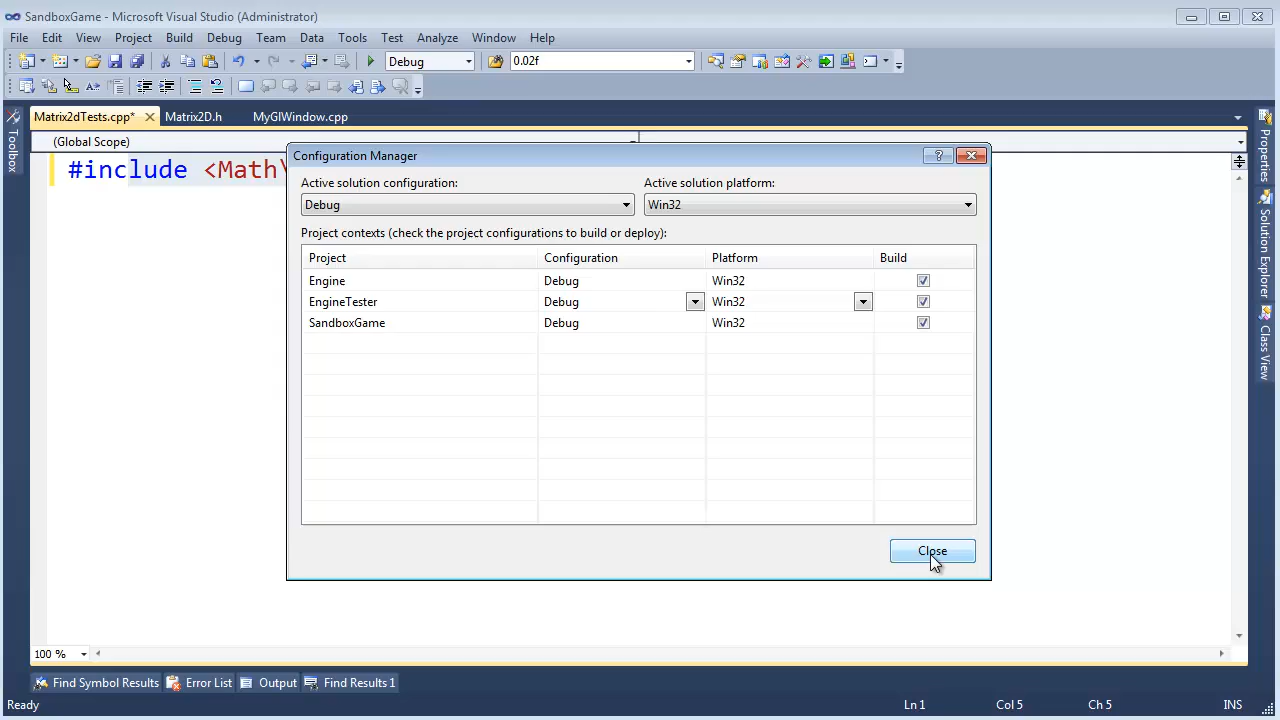 SandboxGame - Microsoft Visual Studio (Administrator)
File Edit View Project Build Debug Team Data Tools Test Analyze Window Help
Debug 0.02f
Matrix2dTests.cpp* Matrix2D.h MyGlWindow.cpp
(Global Scope)
#include <Math\
Toolbox
Properties
Solution Explorer
Class View
Configuration Manager
Active solution configuration: Active solution platform:
Debug Win32
Project contexts (check the project configurations to build or deploy):
Project Configuration Platform Build
Engine Debug Win32
EngineTester Debug Win32
SandboxGame Debug Win32
Close
100 %
Find Symbol Results Error List Output Find Results 1
Ready Ln 1 Col 5 Ch 5 INS